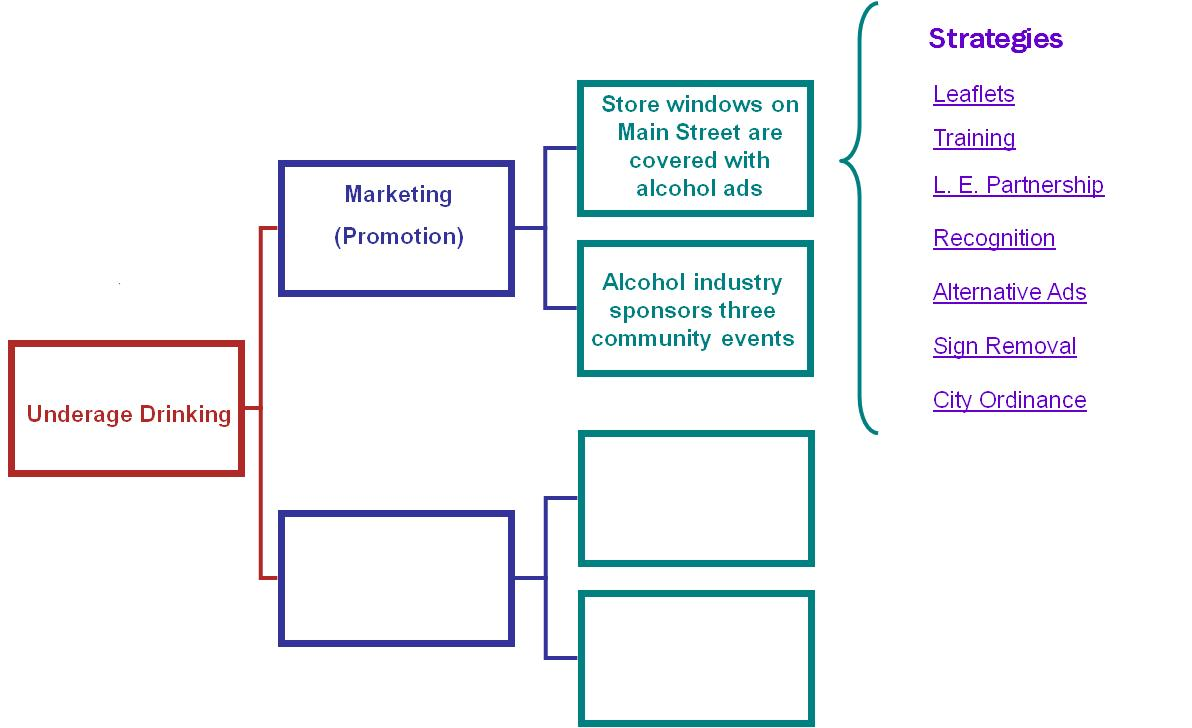 Underage Drinking
Marketing
(Promotion)
Store windows on
Main Street are
covered with
alcohol ads
Alcohol industry
sponsors three
community events
Strategies
Leaflets
Training
L. E. Partnership
Recognition
Alternative Ads
Sign Removal
City Ordinance